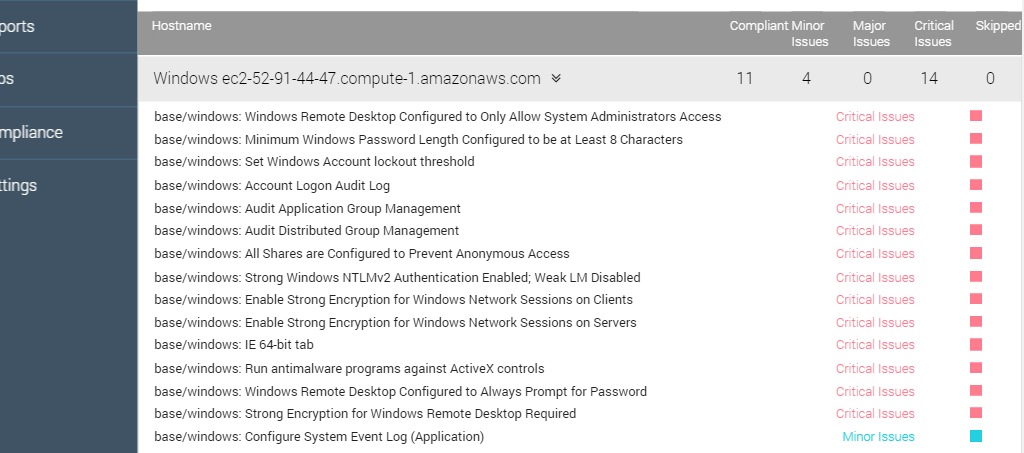 ports
Hostname Compliant Minor Issues Major Issues Critical Issues Skipped
os
Windows ec2-52-91-44-47.compute-1.amazonaws.com 11 4 0 14 0
base/windows: Windows Remote Desktop Configured to Only Allow System Administrators Access Critical Issues
mpliance
base/windows: Minimum Windows Password Length Configured to be at Least 8 Characters Critical Issues
base/windows: Set Windows Account lockout threshold Critical Issues
ttings
base/windows: Account Logon Audit Log Critical Issues
base/windows: Audit Application Group Management Critical Issues
base/windows: Audit Distributed Group Management Critical Issues
base/windows: All Shares are Configured to Prevent Anonymous Access Critical Issues
base/windows: Strong Windows NTLMv2 Authentication Enabled; Weak LM Disabled Critical Issues
base/windows: Enable Strong Encryption for Windows Network Sessions on Clients Critical Issues
base/windows: Enable Strong Encryption for Windows Network Sessions on Servers Critical Issues
base/windows: IE 64-bit tab Critical Issues
base/windows: Run antimalware programs against ActiveX controls Critical Issues
base/windows: Windows Remote Desktop Configured to Always Prompt for Password Critical Issues
base/windows: Strong Encryption for Windows Remote Desktop Required Critical Issues
base/windows: Configure System Event Log (Application) Minor Issues